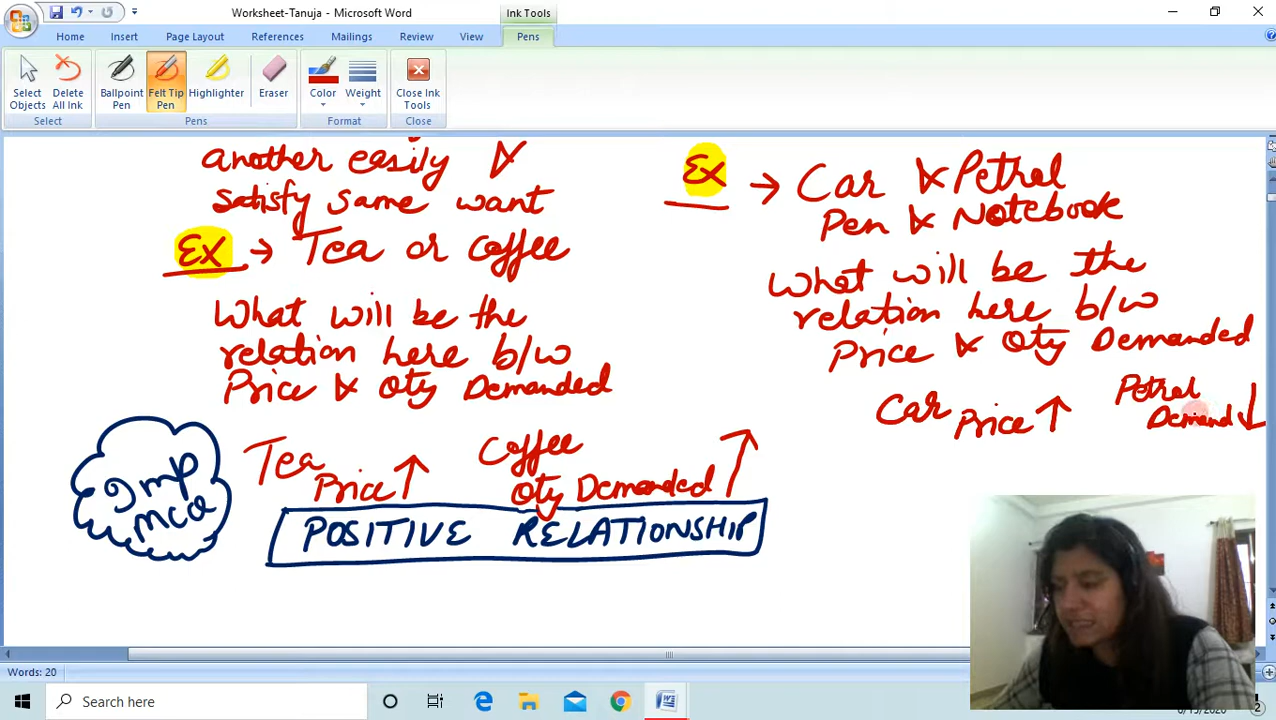 Worksheet-Tanuja - Microsoft Word
Ink Tools
Home Insert Page Layout References Mailings Review View Pens
Select Objects
Delete All Ink
Ballpoint Pen
Felt Tip Pen
Highlighter
Eraser
Color
Weight
Close Ink Tools
Select
Pens
Format
Close
another easily &
satisfy same want
Ex → Tea or Coffee
What will be the
relation here b/w
Price & Qty Demanded
Tea Price ↑ Coffee Qty Demanded ↑
Imp
MCQ
POSITIVE RELATIONSHIP
Ex → Car & Petrol
Pen & Notebook
What will be the
relation here b/w
Price & Qty Demanded
Car Price ↑ Petrol Demand ↓
Words: 20
Search here